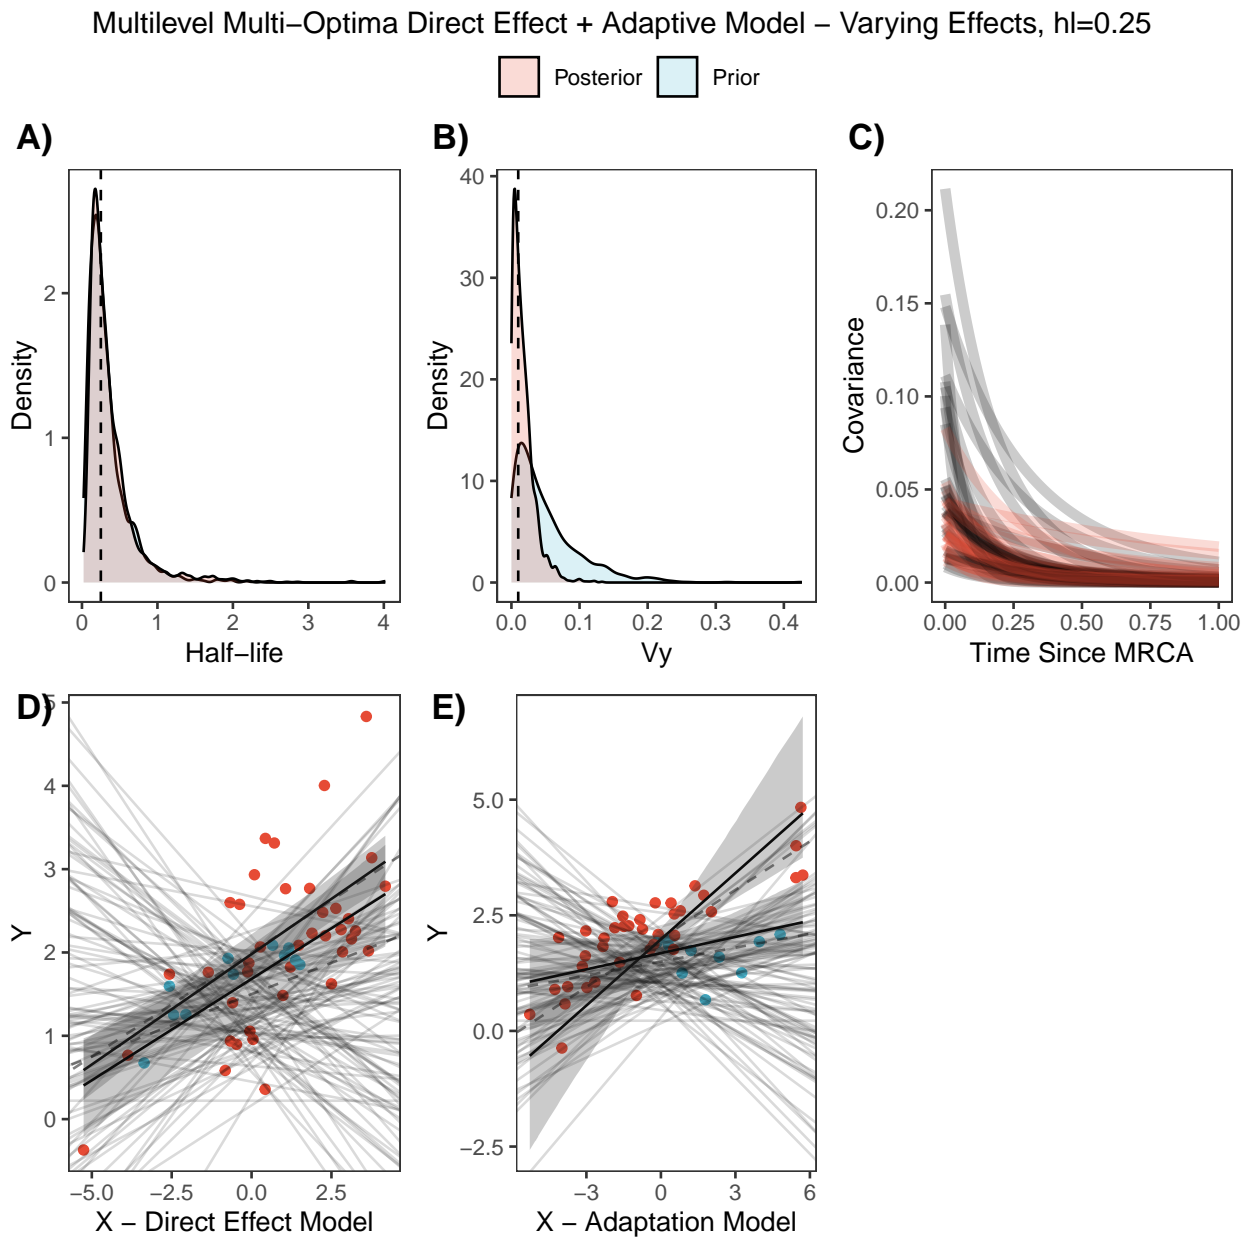 Multilevel Multi−Optima Direct Effect + Adaptive Model − Varying Effects, hl=0.25
Posterior Prior
A)
Density
0
1
2
0 1 2 3 4
Half−life
B)
Density
0
10
20
30
40
0.0 0.1 0.2 0.3 0.4
Vy
C)
Covariance
0.20
0.15
0.10
0.05
0.00
0.00 0.25 0.50 0.75 1.00
Time Since MRCA
D)
Y
5
4
3
2
1
0
−5.0 −2.5 0.0 2.5
X − Direct Effect Model
E)
Y
5.0
2.5
0.0
−2.5
−3 0 3 6
X − Adaptation Model